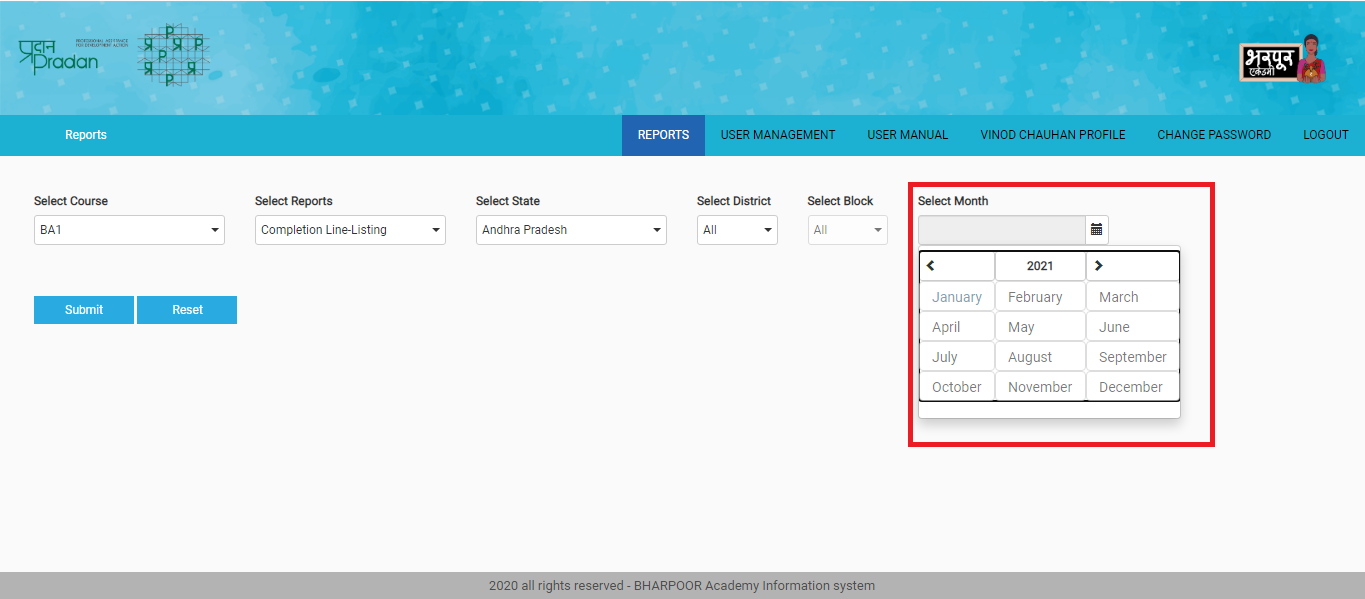 प्रदान
Pradan
PROFESSIONAL ASSISTANCE
FOR DEVELOPMENT ACTION
P
प्र P प्र P
प्र P प्र
P
भरपूर
एकेडमी
Reports
REPORTS USER MANAGEMENT USER MANUAL VINOD CHAUHAN PROFILE CHANGE PASSWORD LOGOUT
Select Course Select Reports Select State Select District Select Block Select Month
BA1 Completion Line-Listing Andhra Pradesh All All
2021
January February March
April May June
July August September
October November December
Submit Reset
2020 all rights reserved - BHARPOOR Academy Information system